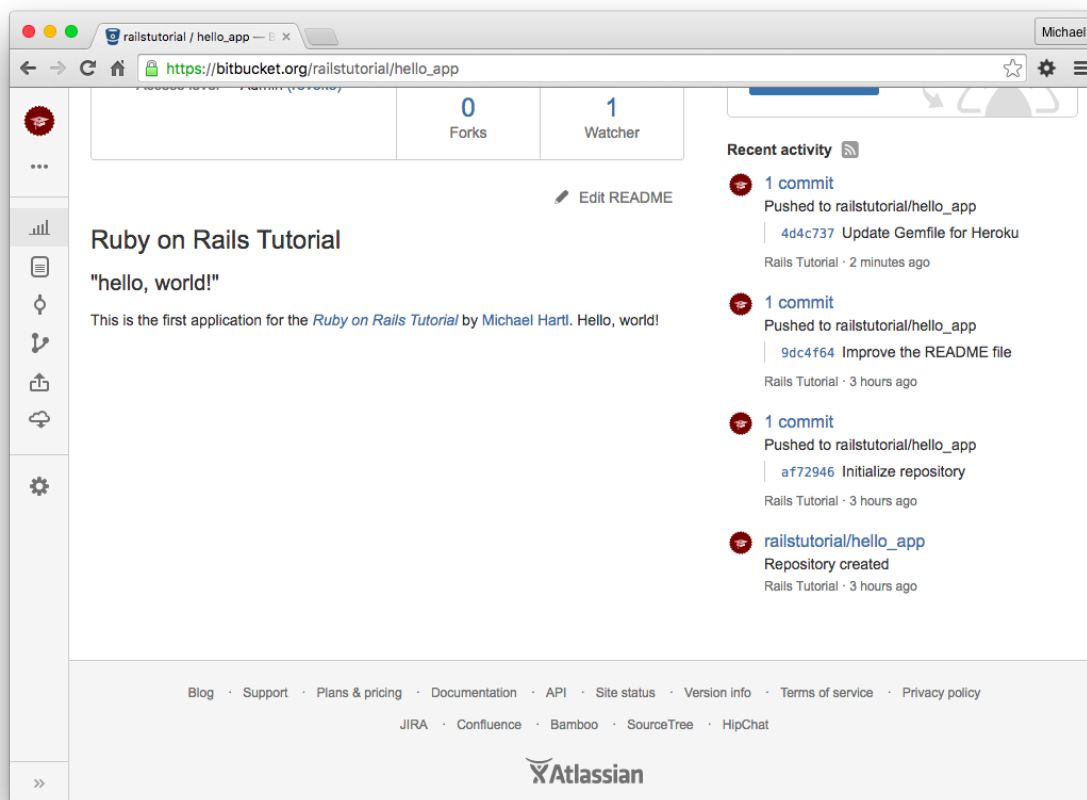 railstutorial / hello_app — B
Michael
https://bitbucket.org/railstutorial/hello_app
Access level Admin (revoke)
0
Forks
1
Watcher
Edit README
Ruby on Rails Tutorial
"hello, world!"
This is the first application for the Ruby on Rails Tutorial by Michael Hartl. Hello, world!
Recent activity
1 commit
Pushed to railstutorial/hello_app
4d4c737 Update Gemfile for Heroku
Rails Tutorial · 2 minutes ago
1 commit
Pushed to railstutorial/hello_app
9dc4f64 Improve the README file
Rails Tutorial · 3 hours ago
1 commit
Pushed to railstutorial/hello_app
af72946 Initialize repository
Rails Tutorial · 3 hours ago
railstutorial/hello_app
Repository created
Rails Tutorial · 3 hours ago
Blog · Support · Plans & pricing · Documentation · API · Site status · Version info · Terms of service · Privacy policy
JIRA · Confluence · Bamboo · SourceTree · HipChat
Atlassian